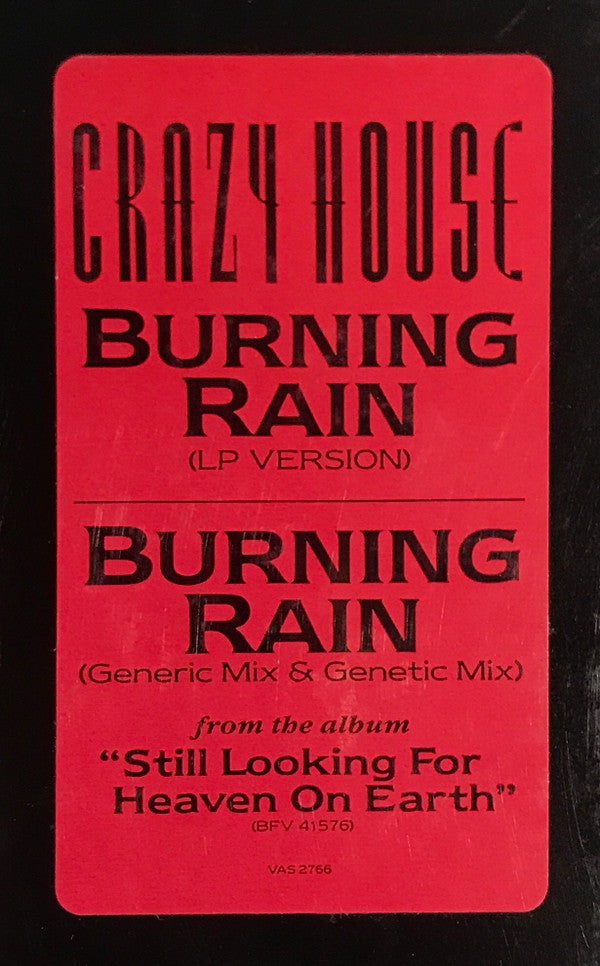 CRAZY HOUSE
BURNING
RAIN
(LP VERSION)
BURNING
RAIN
(Generic Mix & Genetic Mix)
from the album
“Still Looking For
Heaven On Earth”
(BFV 41576)
VAS 2766